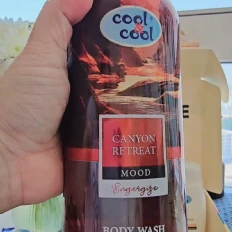 cool
& cool
CANYON
RETREAT
MOOD
Energize
BODY WASH